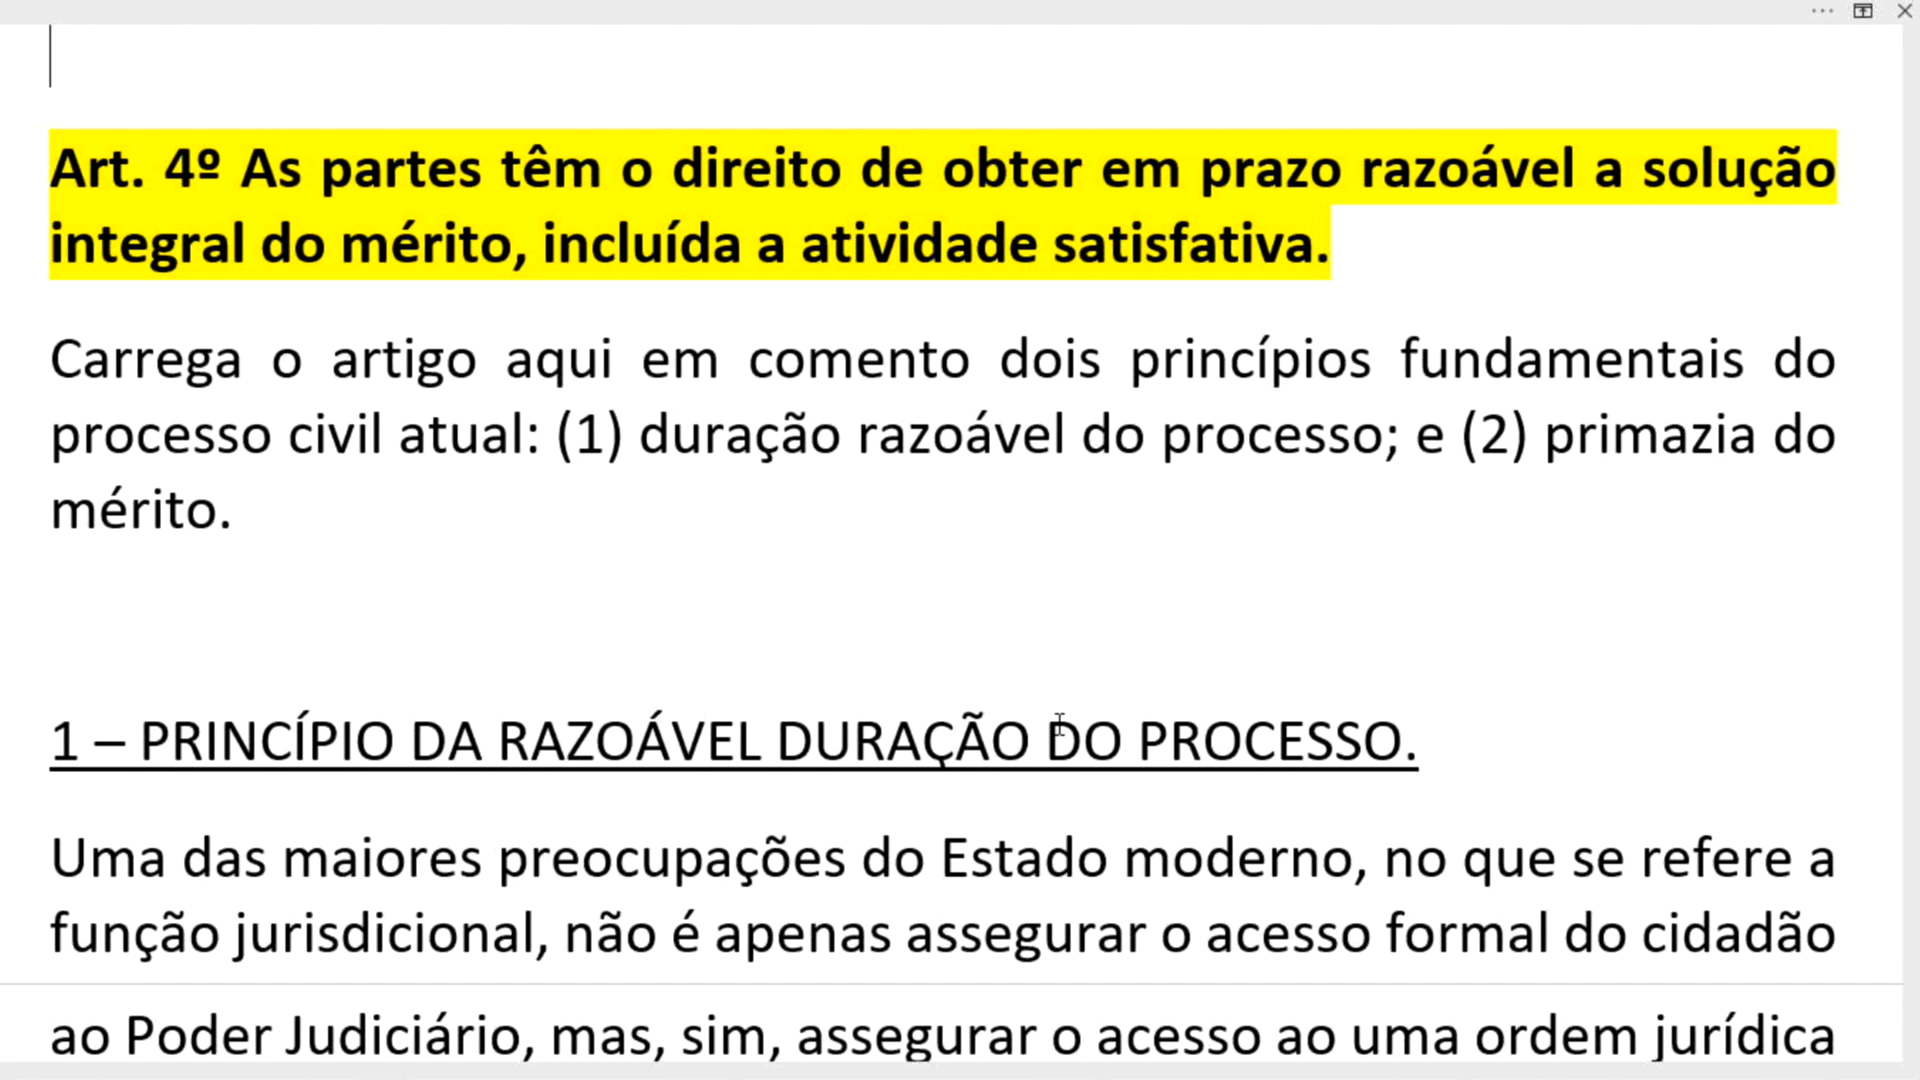 Art. 4º As partes têm o direito de obter em prazo razoável a solução
integral do mérito, incluída a atividade satisfativa.
Carrega o artigo aqui em comento dois princípios fundamentais do
processo civil atual: (1) duração razoável do processo; e (2) primazia do
mérito.
1 – PRINCÍPIO DA RAZOÁVEL DURAÇÃO DO PROCESSO.
Uma das maiores preocupações do Estado moderno, no que se refere a
função jurisdicional, não é apenas assegurar o acesso formal do cidadão
ao Poder Judiciário, mas, sim, assegurar o acesso ao uma ordem jurídica